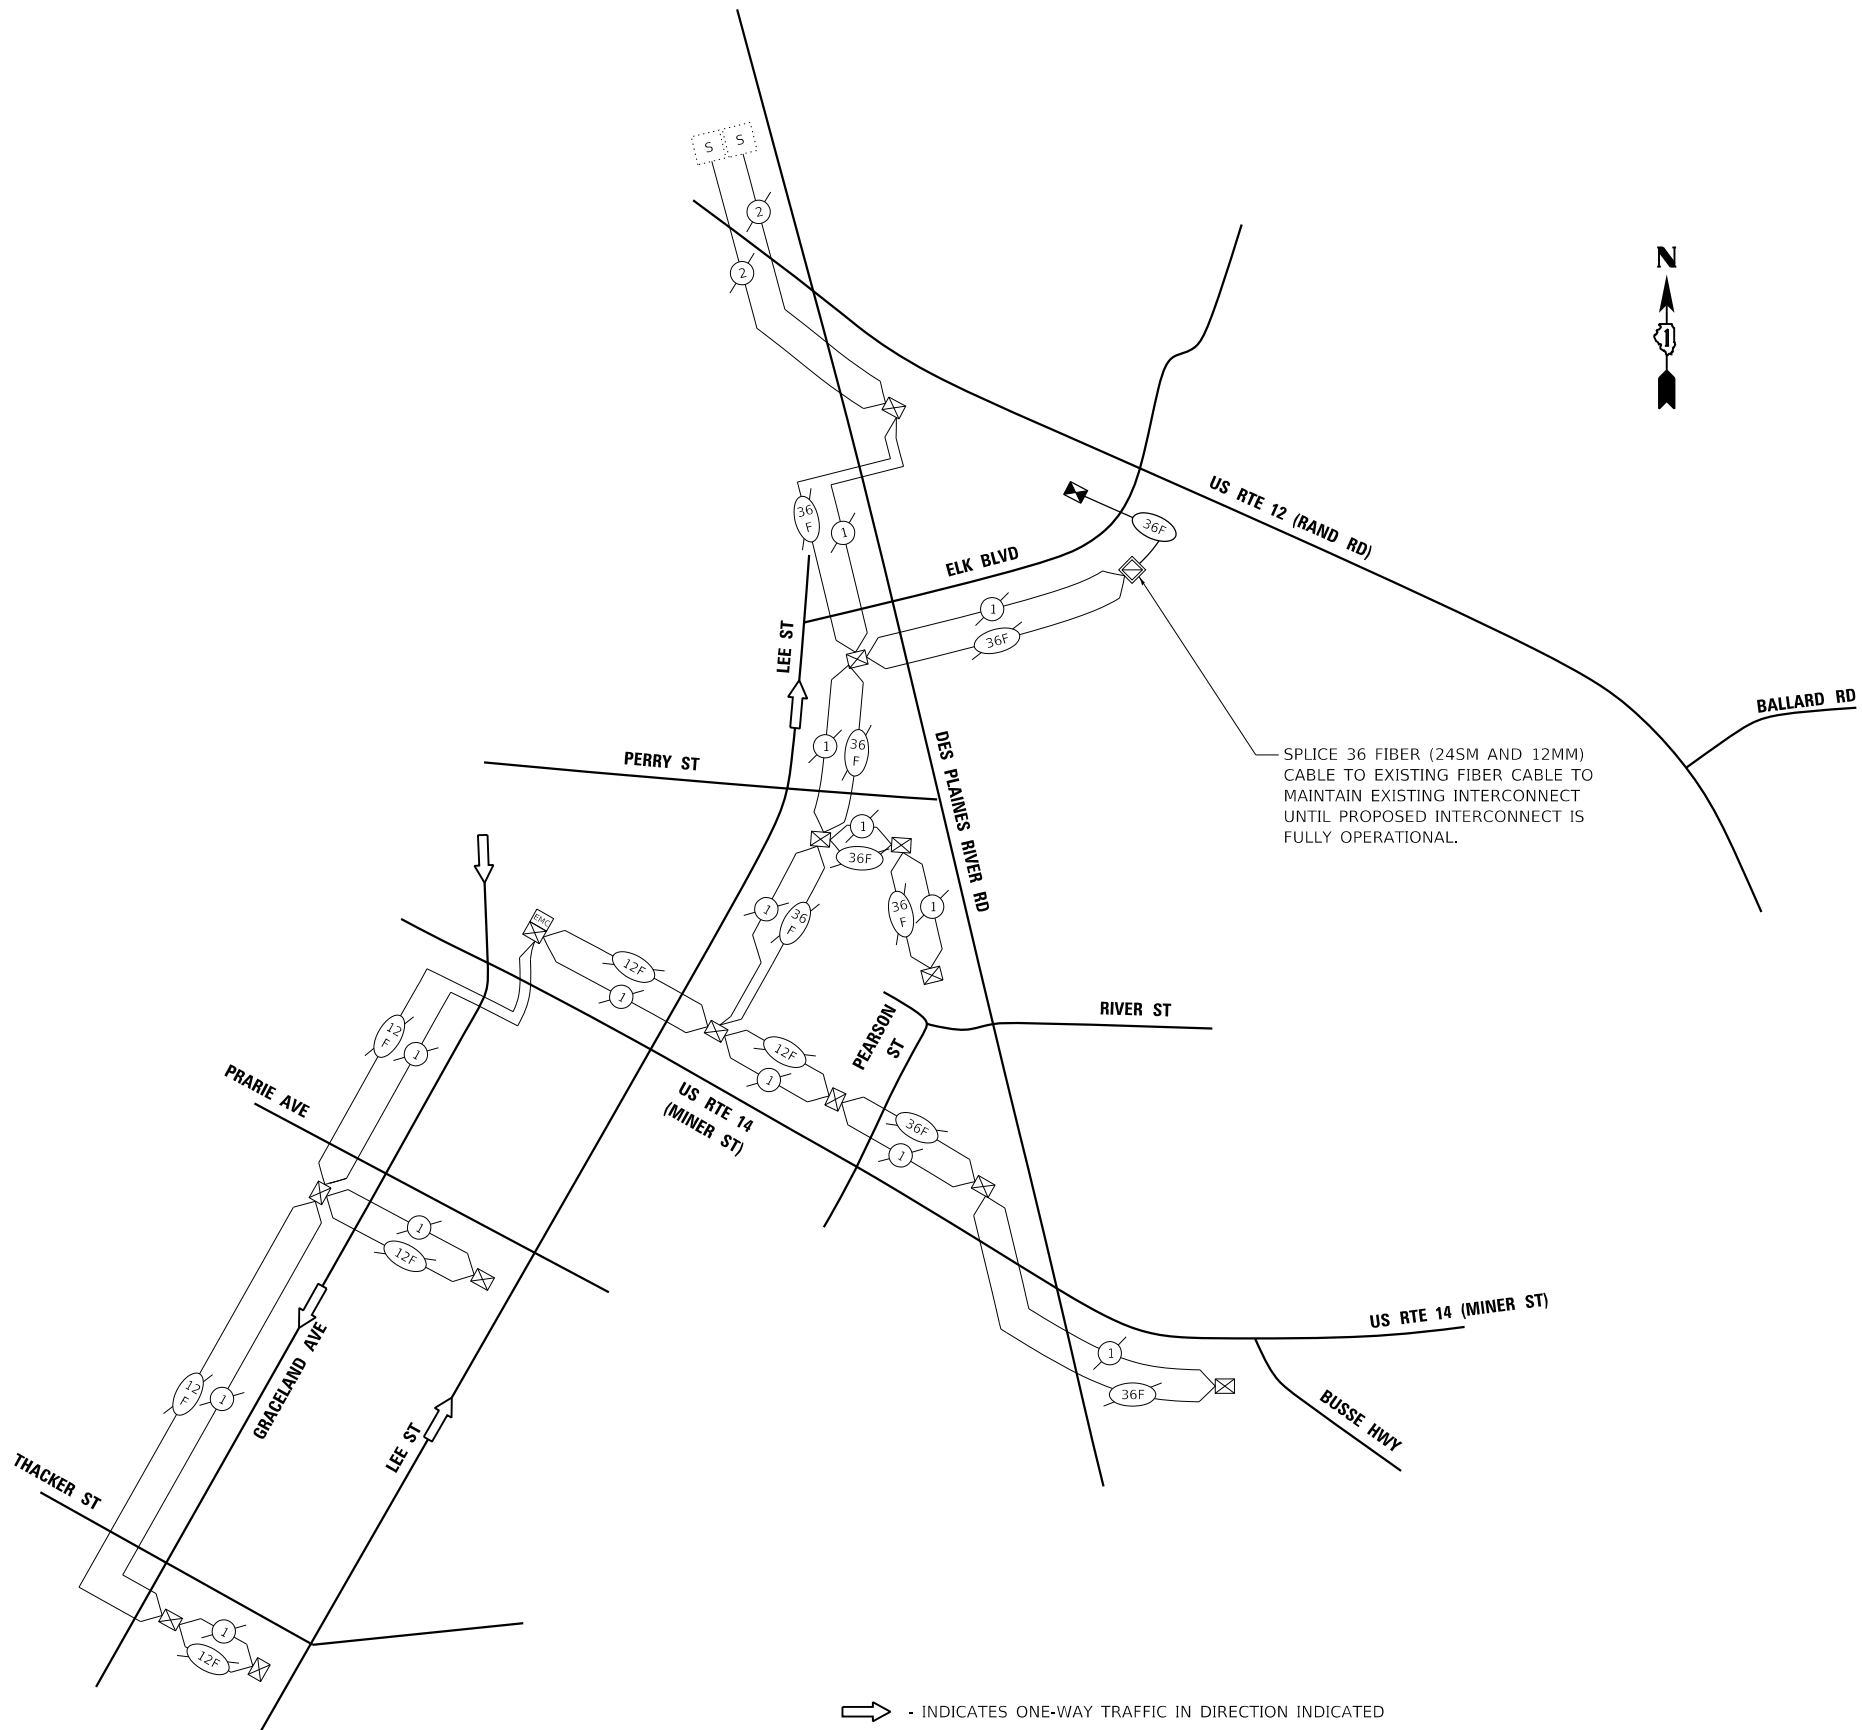 S S
2
N
2
1
US RTE 12 (RAND RD)
36
F
1
36F
ELK BLVD
1
LEE ST
36F
BALLARD RD
DES PLAINES RIVER RD
PERRY ST
1
36
F
SPLICE 36 FIBER (24SM AND 12MM)
CABLE TO EXISTING FIBER CABLE TO
MAINTAIN EXISTING INTERCONNECT
UNTIL PROPOSED INTERCONNECT IS
FULLY OPERATIONAL.
1
36F
1
36
F
36
F
1
EMC
12F
1
PEARSON
ST
RIVER ST
12
F
1
12F
1
PRARIE AVE
US RTE 14
(MINER ST)
36F
1
1
12F
US RTE 14 (MINER ST)
GRACELAND AVE
1
36F
12
F
1
BUSSE HWY
LEE ST
THACKER ST
1
12F
- INDICATES ONE-WAY TRAFFIC IN DIRECTION INDICATED